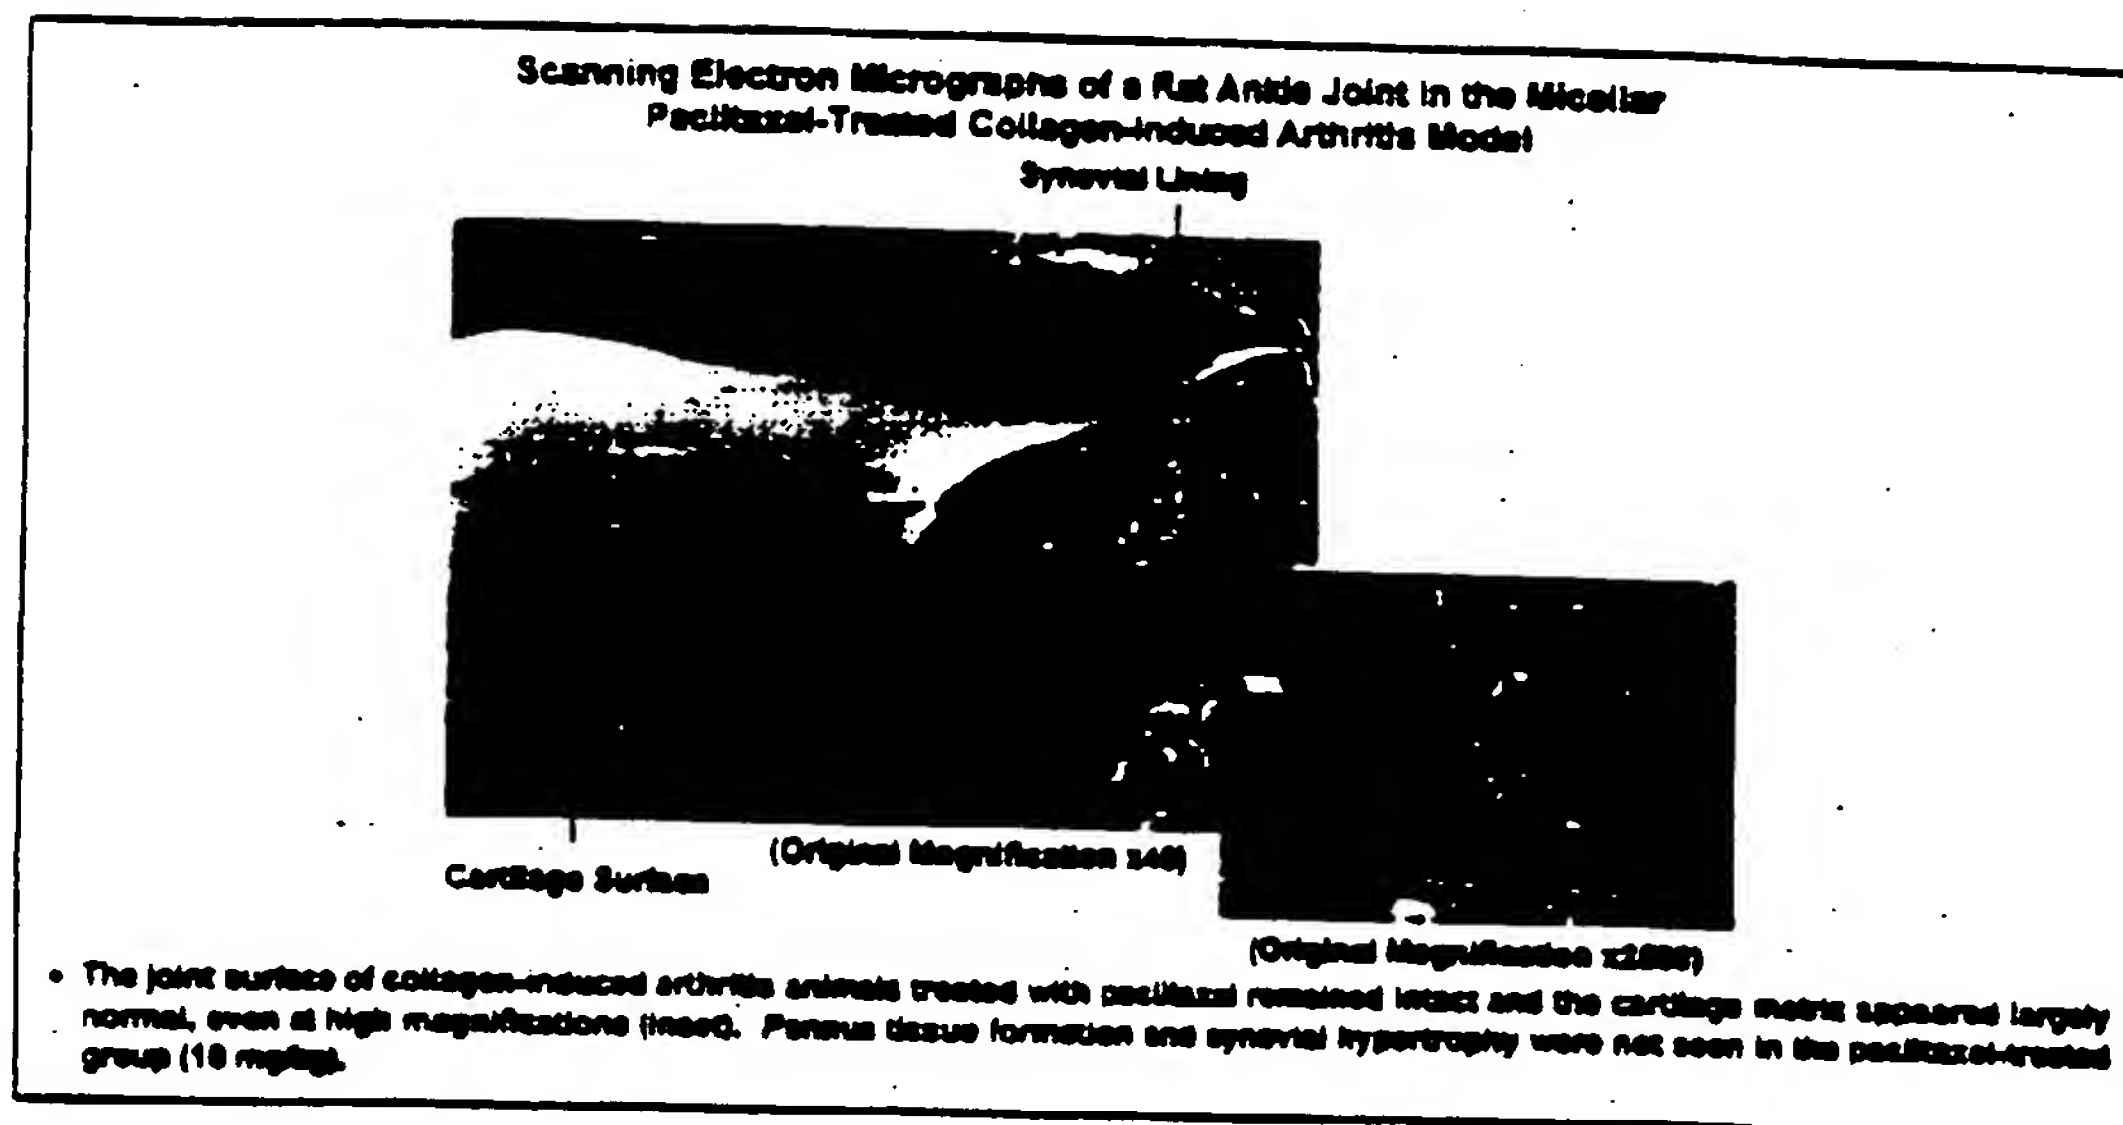 Scanning Electron Micrographs of a Rat Ankle Joint in the Micellar
Paclitaxel-Treated Collagen-Induced Arthritis Model
Synovial Lining
(Original Magnification x40)
Cartilage Surface
(Original Magnification
• The joint surface of collagen-induced arthritis animals treated with paclitaxel remained intact and the cartilage matrix appeared largely
normal, even at high magnifications (inset). Pannus tissue formation and synovial hypertrophy were not seen in the paclitaxel-treated
group (10 mg/kg).